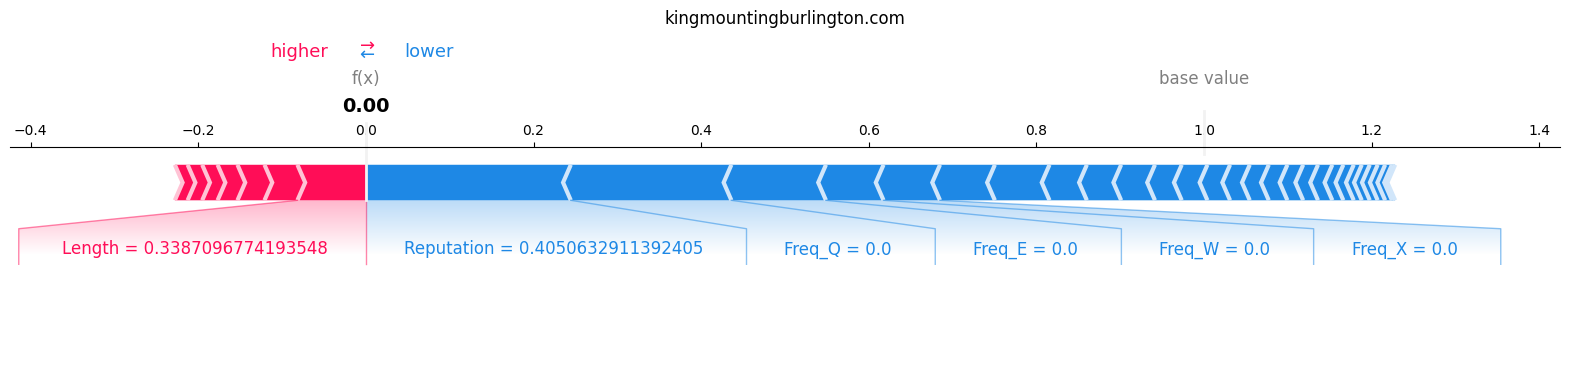 kingmountingburlington.com
higher ⇄ lower
f(x) base value
0.00
−0.4 −0.2 0.0 0.2 0.4 0.6 0.8 1.0 1.2 1.4
Length = 0.3387096774193548 Reputation = 0.4050632911392405 Freq_Q = 0.0 Freq_E = 0.0 Freq_W = 0.0 Freq_X = 0.0